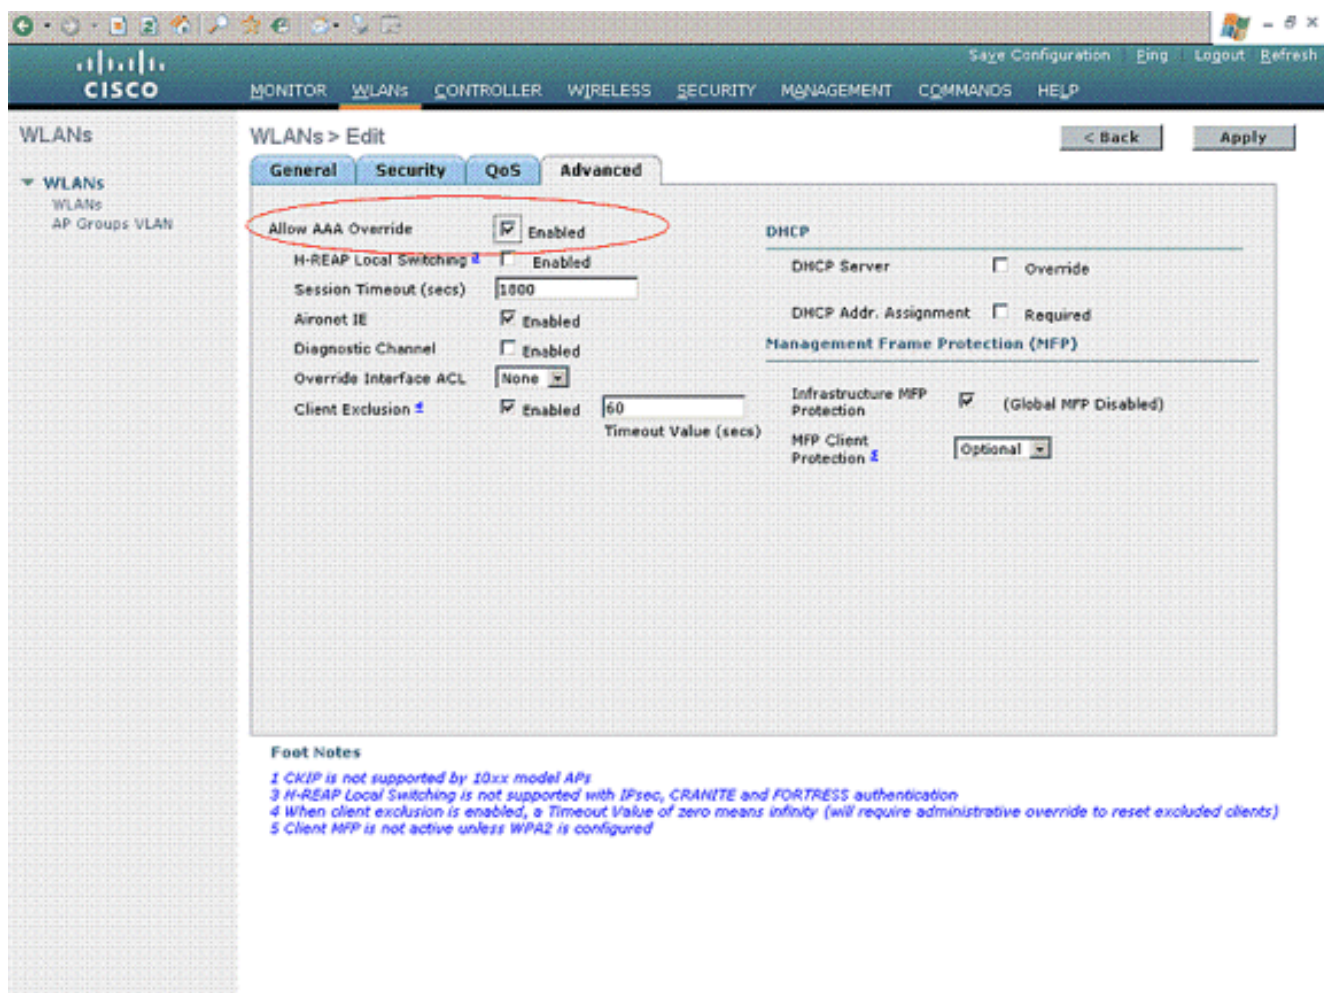 Save Configuration Ping Logout Refresh
CISCO
MONITOR WLANs CONTROLLER WIRELESS SECURITY MANAGEMENT COMMANDS HELP
WLANs
WLANs
WLANs
AP Groups VLAN
WLANs > Edit
< Back Apply
General Security QoS Advanced
Allow AAA Override Enabled
H-REAP Local Switching Enabled
Session Timeout (secs) 1800
Aironet IE Enabled
Diagnostic Channel Enabled
Override Interface ACL None
Client Exclusion 4 Enabled 60
Timeout Value (secs)
DHCP
DHCP Server Override
DHCP Addr. Assignment Required
Management Frame Protection (MFP)
Infrastructure MFP
Protection (Global MFP Disabled)
MFP Client
Protection 5 Optional
Foot Notes
1 CKIP is not supported by 10xx model APs
3 H-REAP Local Switching is not supported with IPsec, CRANITE and FORTRESS authentication
4 When client exclusion is enabled, a Timeout Value of zero means infinity (will require administrative override to reset excluded clients)
5 Client MFP is not active unless WPA2 is configured